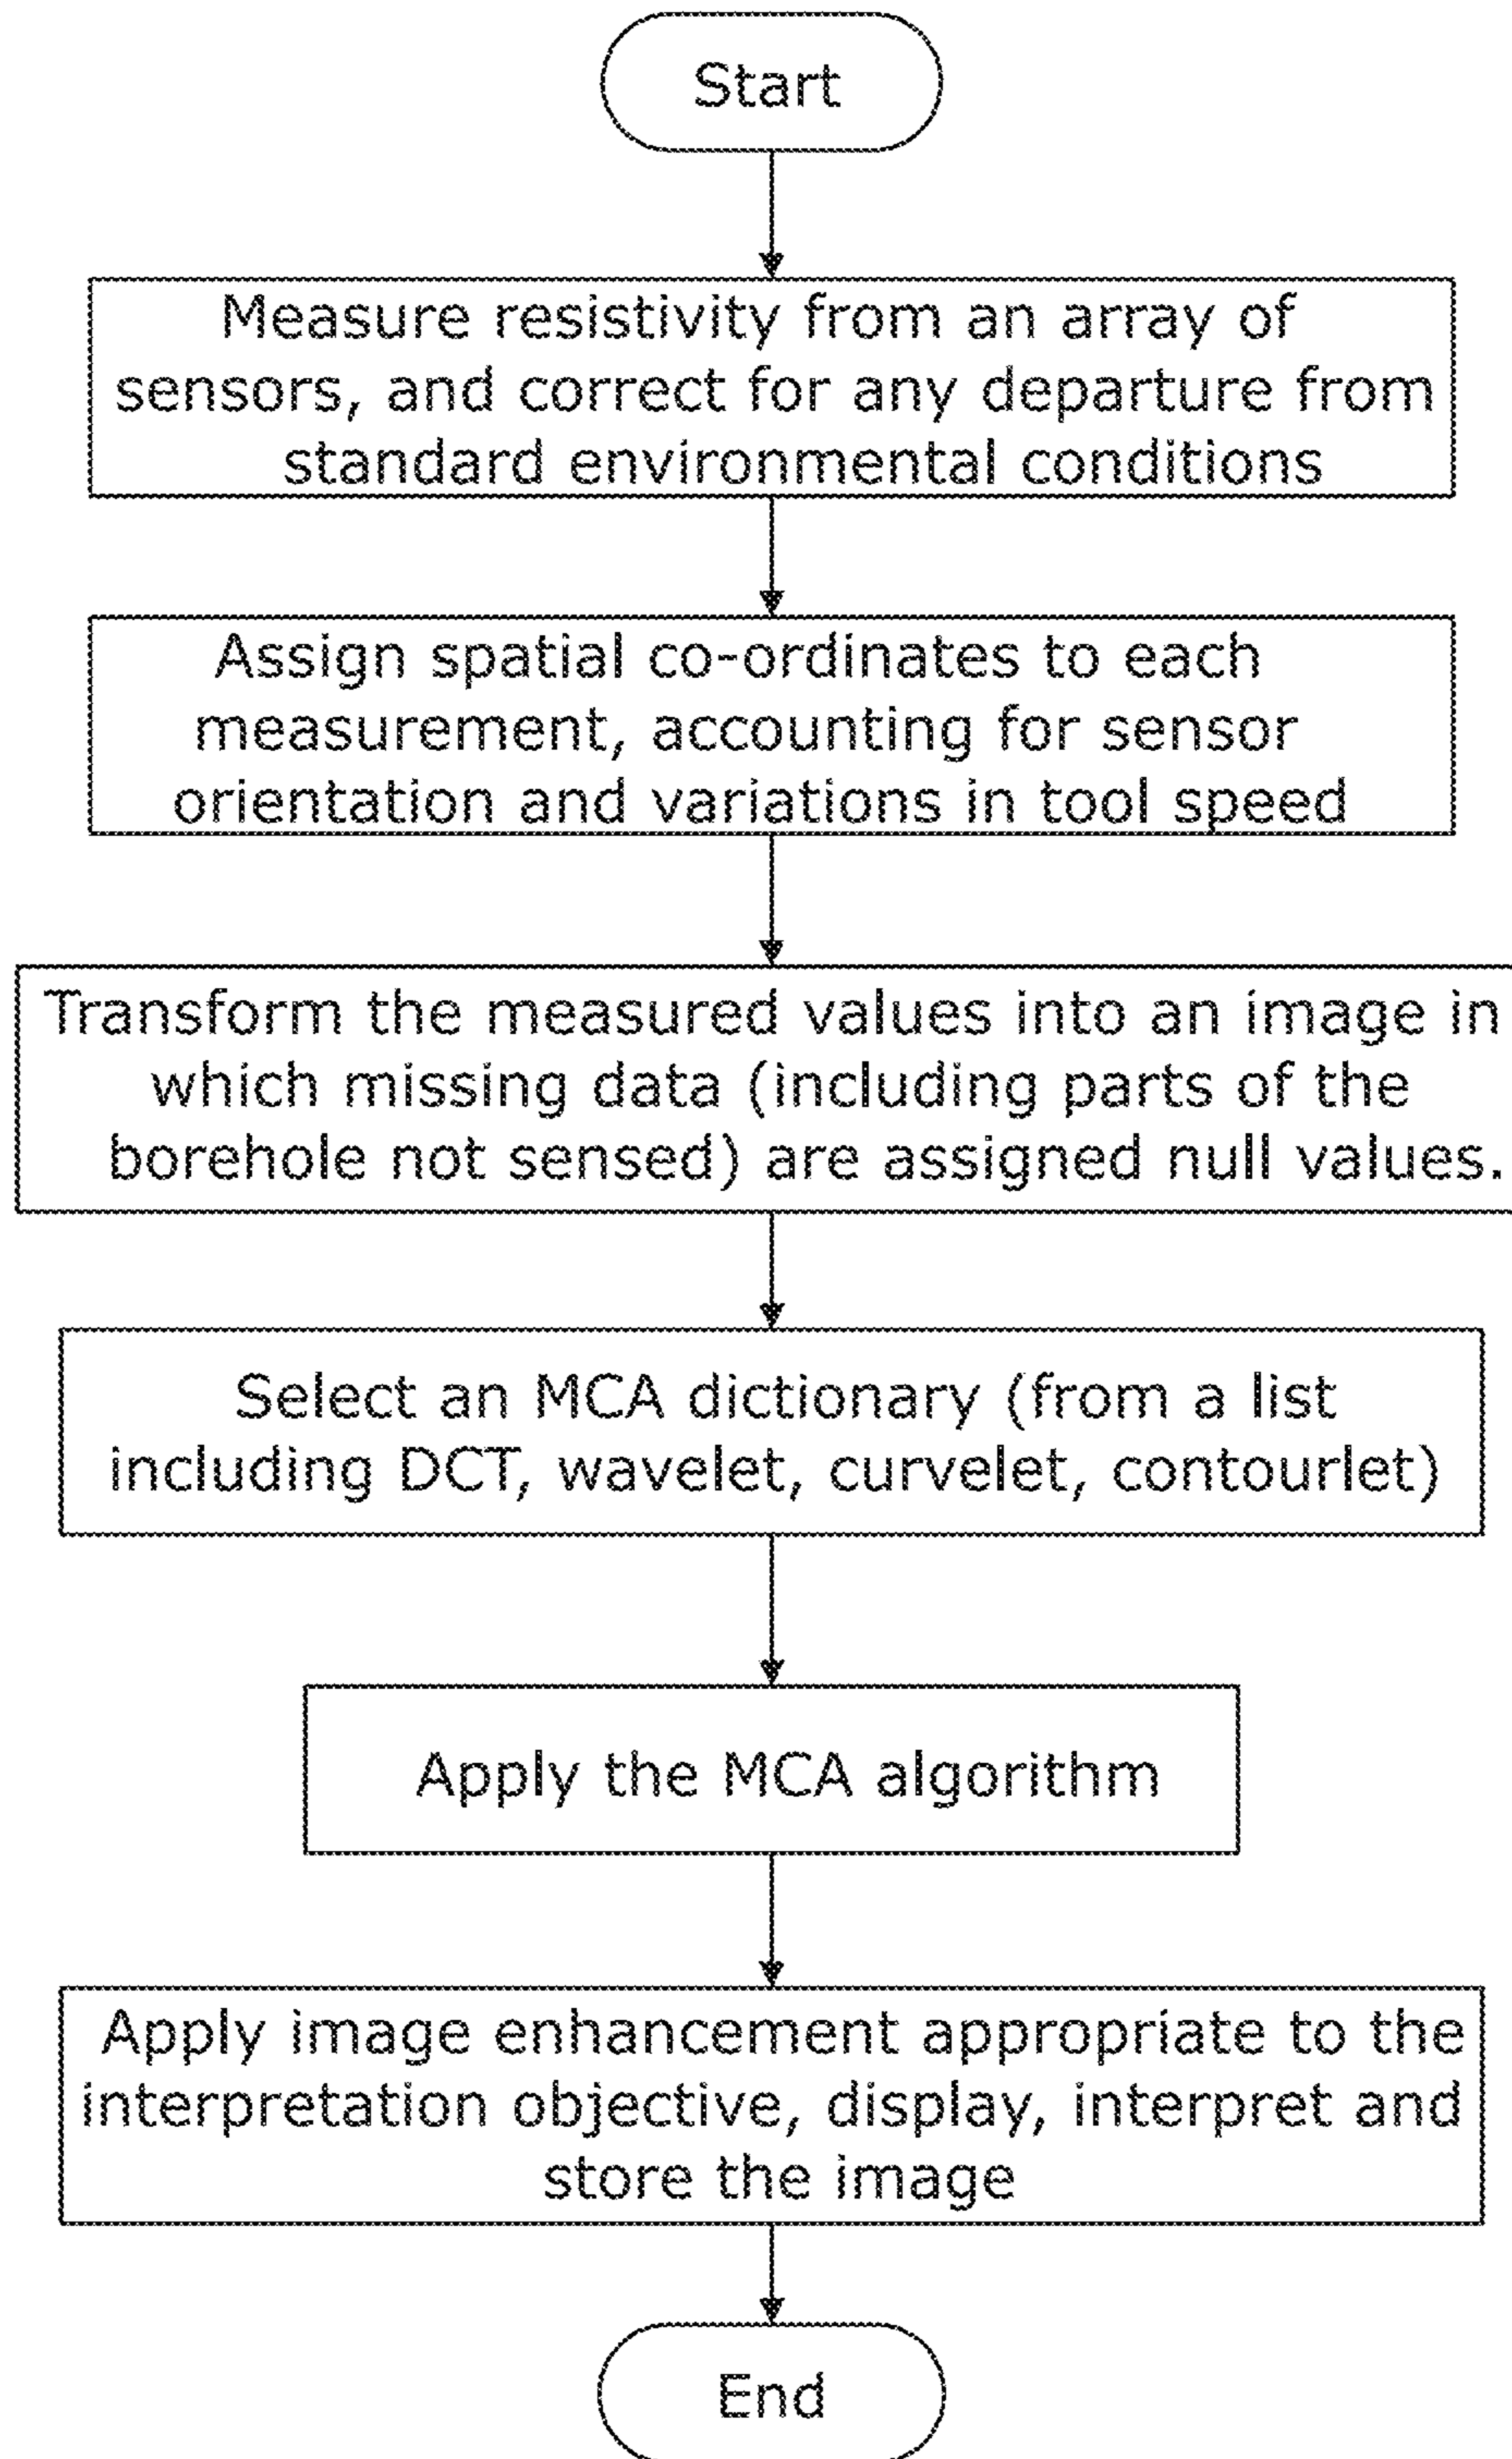 Start
Measure resistivity from an array of
sensors, and correct for any departure from
standard environmental conditions
Assign spatial co-ordinates to each
measurement, accounting for sensor
orientation and variations in tool speed
Transform the measured values into an image in
which missing data (including parts of the
borehole not sensed) are assigned null values.
Select an MCA dictionary (from a list
including DCT, wavelet, curvelet, contourlet)
Apply the MCA algorithm
Apply image enhancement appropriate to the
interpretation objective, display, interpret and
store the image
End